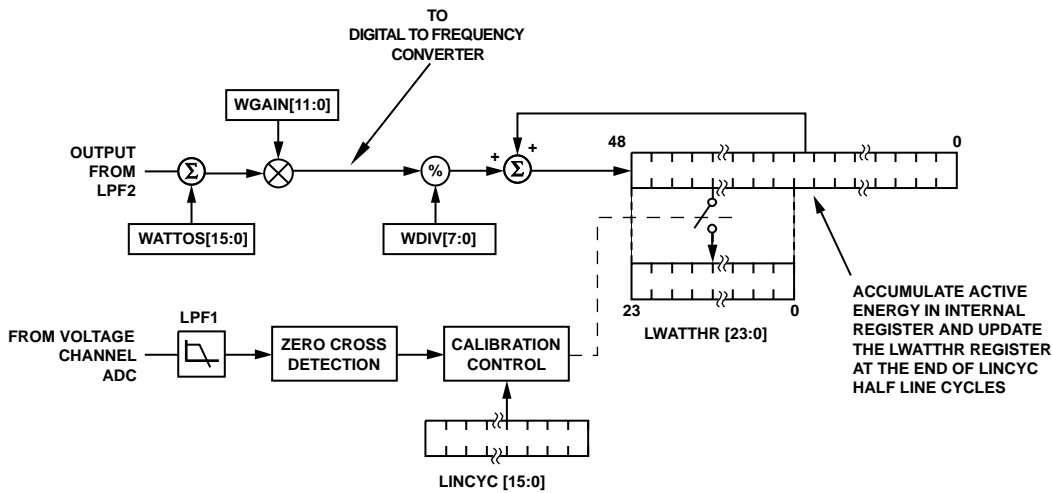 TO
DIGITAL TO FREQUENCY
CONVERTER
WGAIN[11:0]
OUTPUT
FROM
LPF2
Σ
%
+
+
Σ
48
0
WATTOS[15:0]
WDIV[7:0]
23
0
LWATTHR [23:0]
ACCUMULATE ACTIVE
ENERGY IN INTERNAL
REGISTER AND UPDATE
THE LWATTHR REGISTER
AT THE END OF LINCYC
HALF LINE CYCLES
FROM VOLTAGE
CHANNEL
ADC
LPF1
ZERO CROSS
DETECTION
CALIBRATION
CONTROL
LINCYC [15:0]